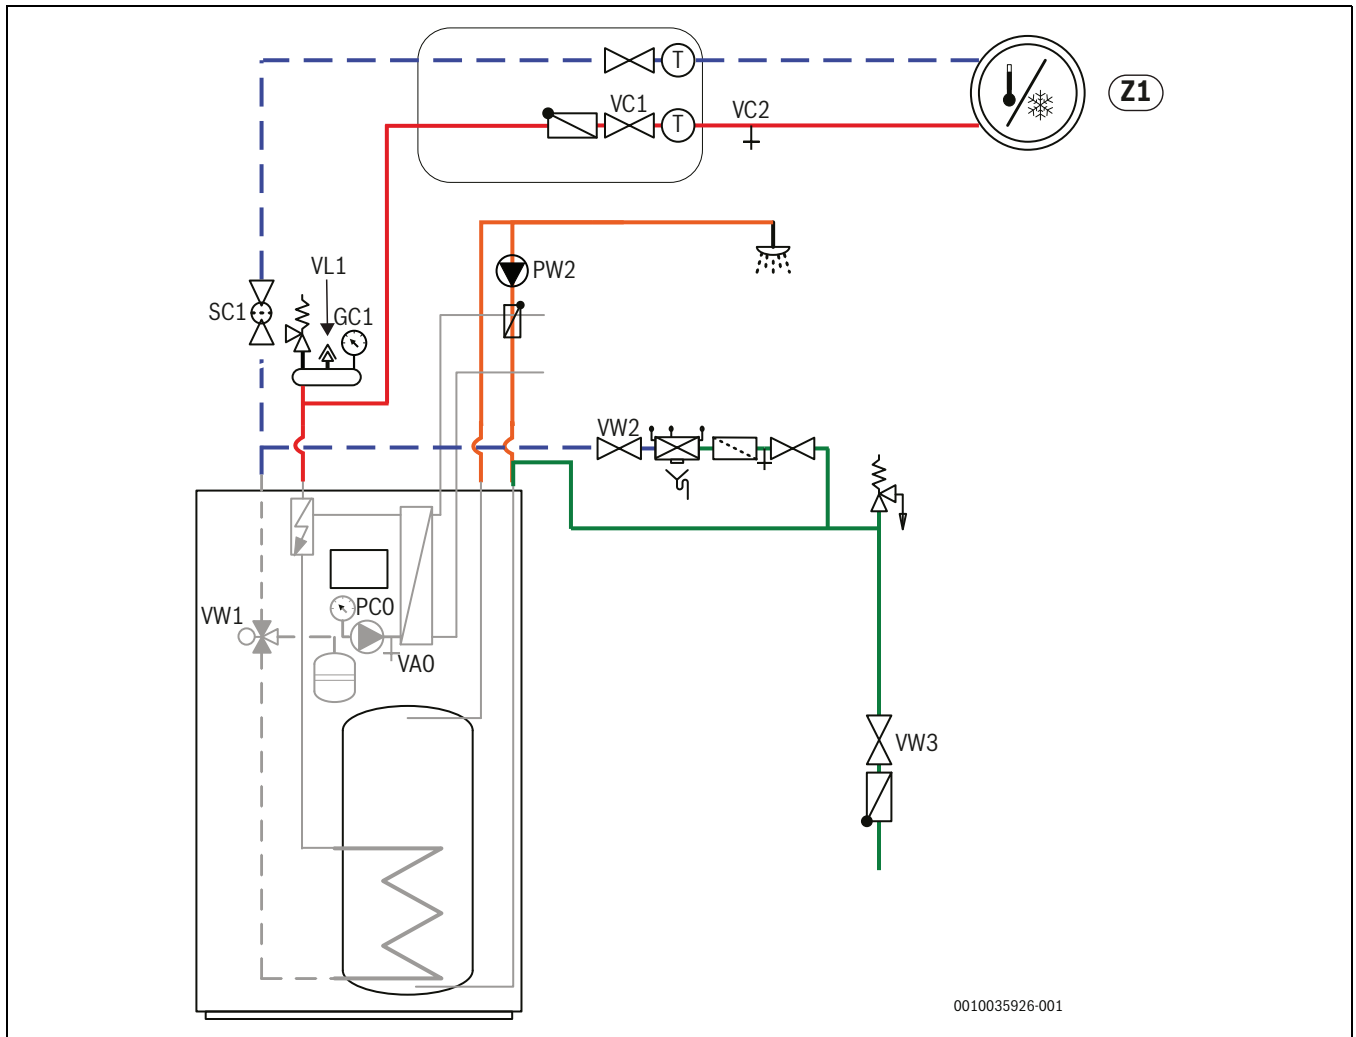 T
Z1
VC1
VC2
T
VL1
PW2
SC1
GC1
VW2
PC0
VW1
VA0
VW3
0010035926-001